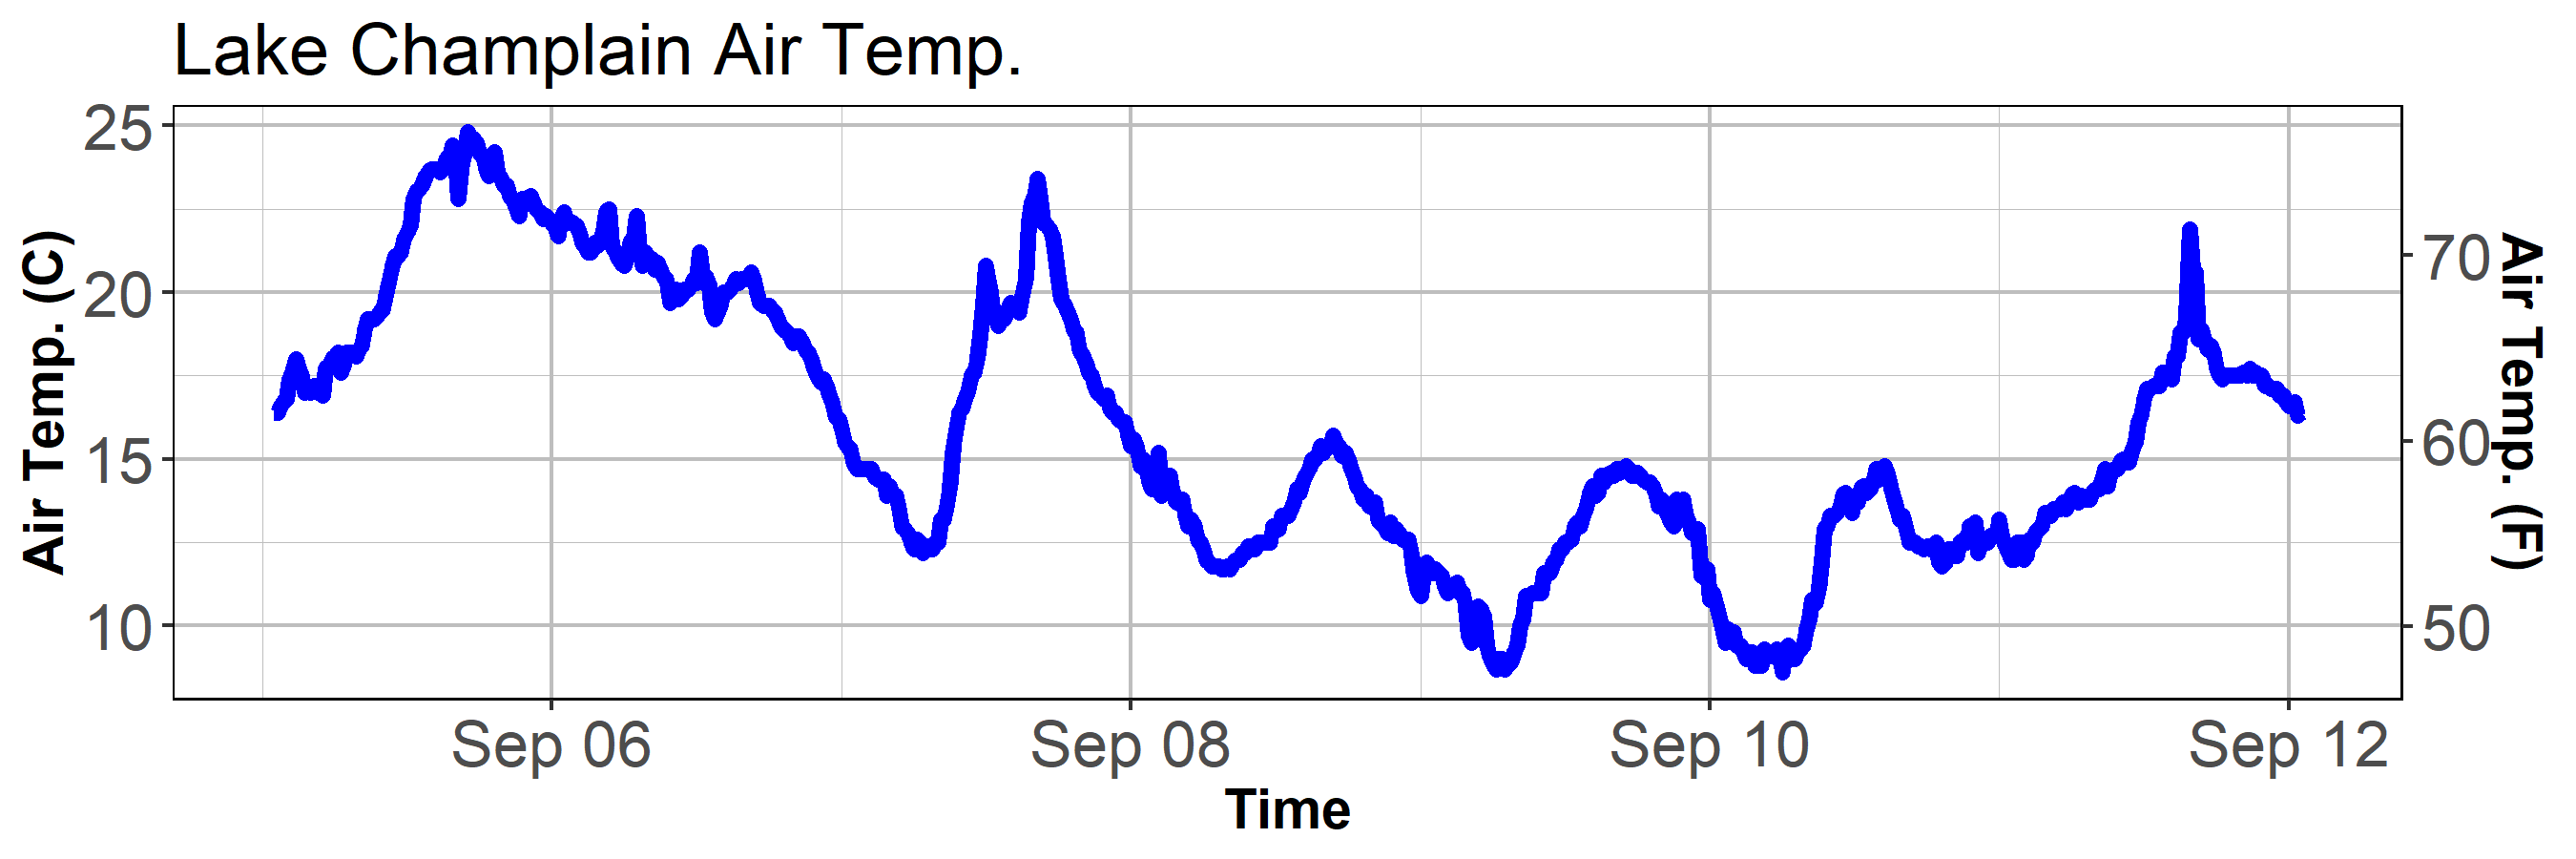 Lake Champlain Air Temp.
Air Temp. (C)
25
20
15
10
70
60
50
Air Temp. (F)
Sep 06 Sep 08 Sep 10 Sep 12
Time